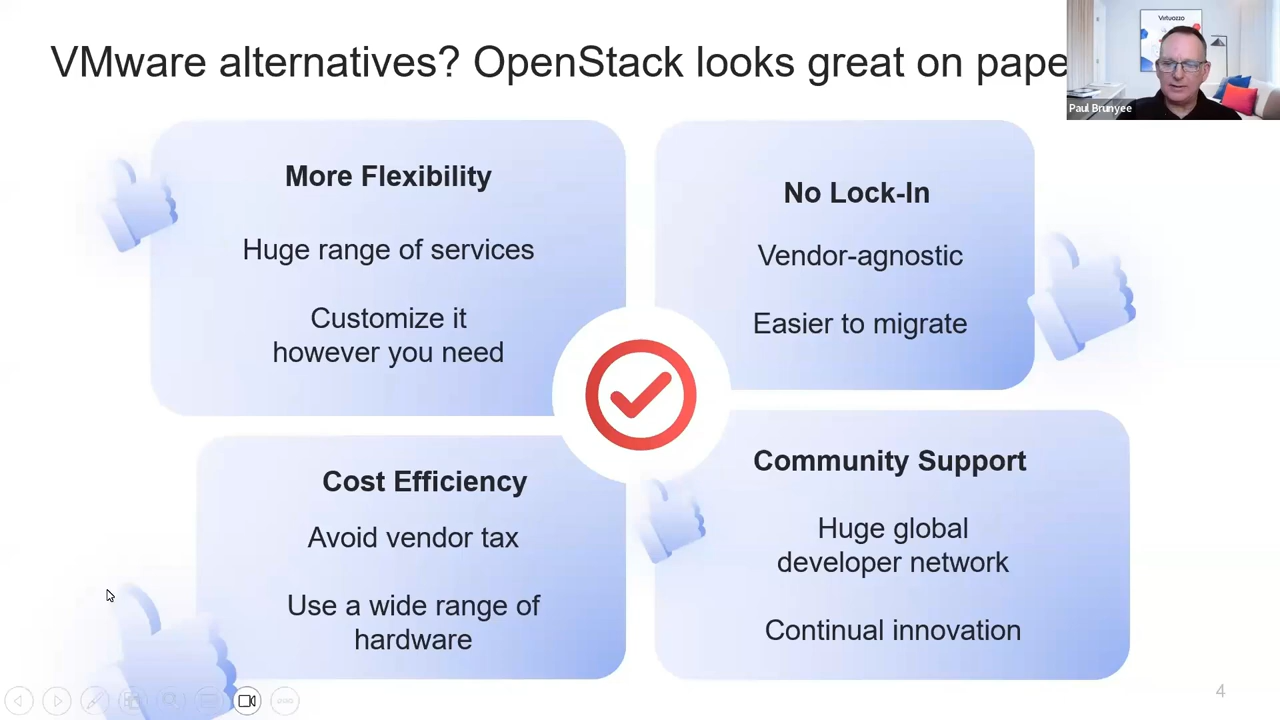 VMware alternatives? OpenStack looks great on pape
Virtuozzo
Paul Brunyee
More Flexibility
Huge range of services
Customize it
however you need
No Lock-In
Vendor-agnostic
Easier to migrate
Cost Efficiency
Avoid vendor tax
Use a wide range of
hardware
Community Support
Huge global
developer network
Continual innovation
4